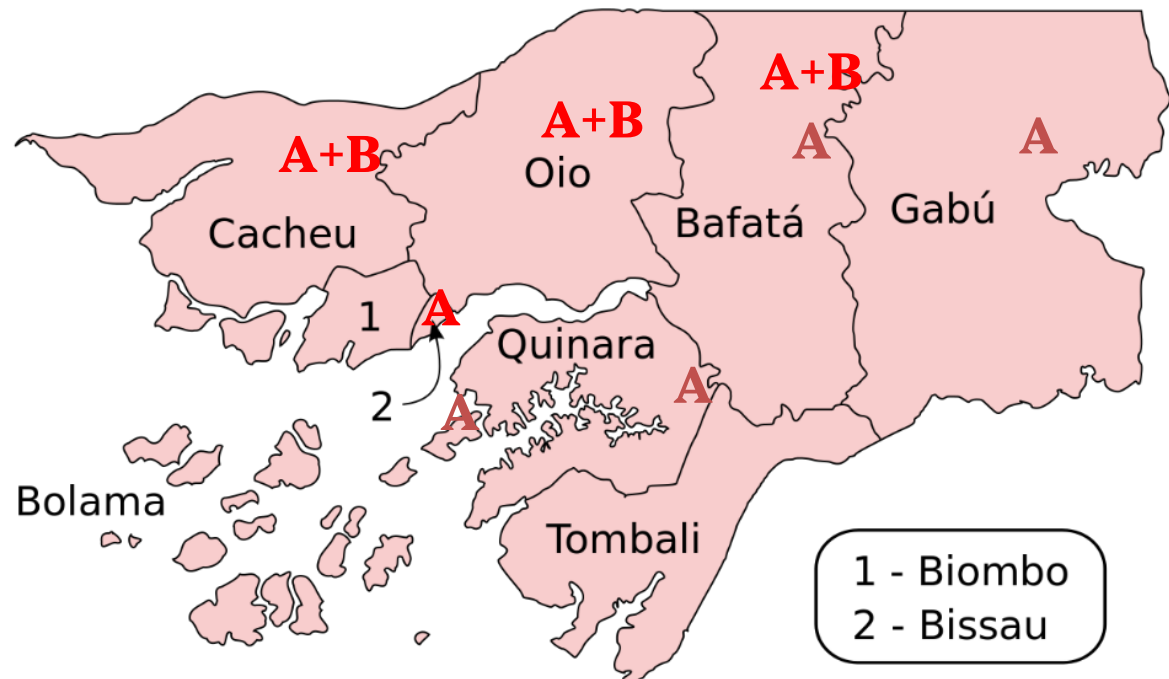 A+B
A+B
A+B
A
A
Oio
Cacheu
Bafatá
Gabú
1
A
Quinara
2
A
A
Bolama
Tombali
1 - Biombo
2 - Bissau